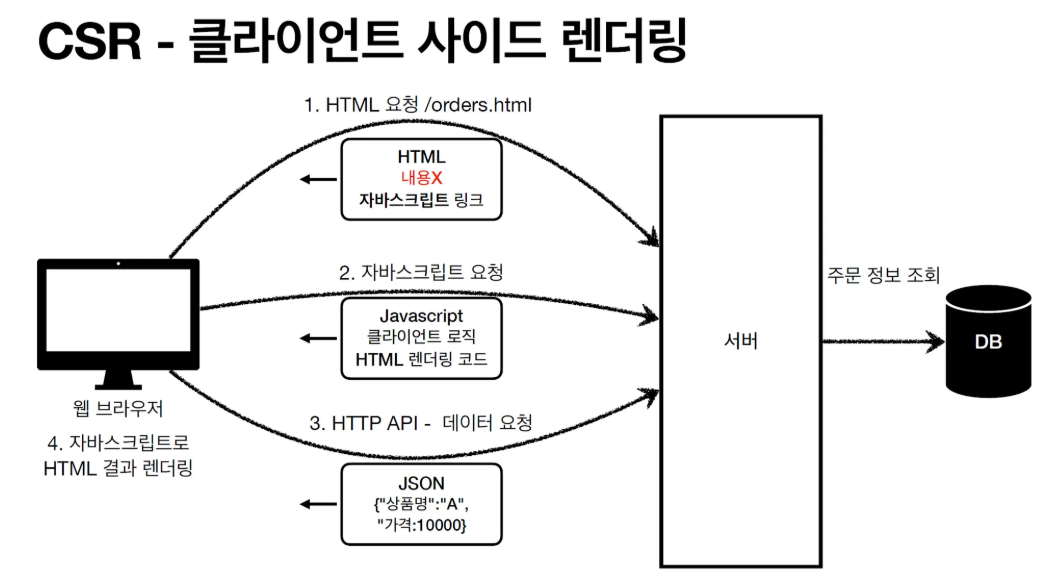 CSR - 클라이언트 사이드 렌더링
1. HTML 요청 /orders.html
HTML
내용X
자바스크립트 링크
2. 자바스크립트 요청
Javascript
클라이언트 로직
HTML 렌더링 코드
3. HTTP API - 데이터 요청
JSON
{"상품명":"A",
"가격:10000}
웹 브라우저
4. 자바스크립트로
HTML 결과 렌더링
서버
주문 정보 조회
DB